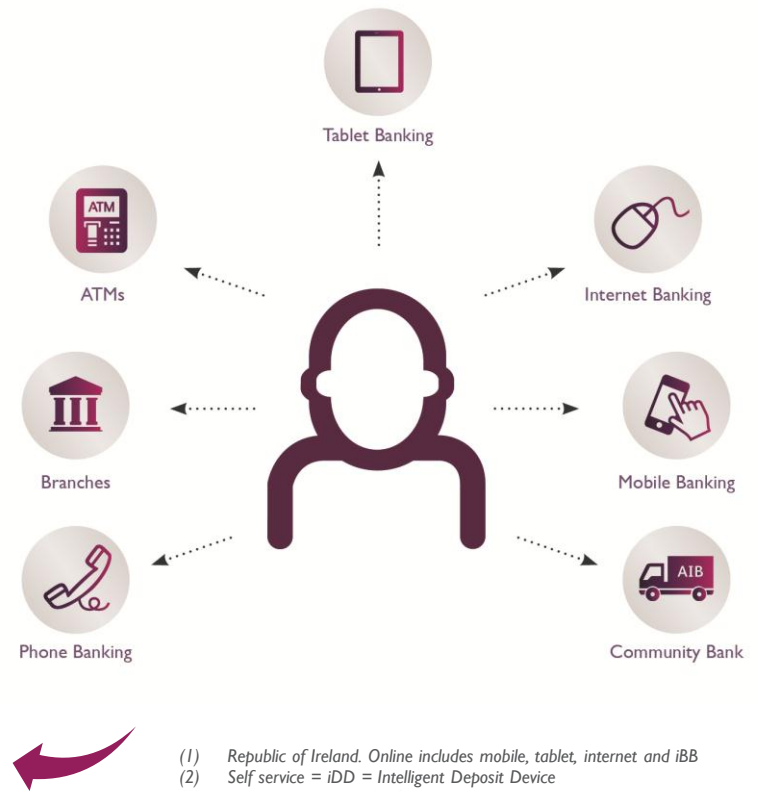 Tablet Banking
ATM
ATMs
Internet Banking
Branches
Mobile Banking
AIB
Phone Banking
Community Bank
(1) Republic of Ireland. Online includes mobile, tablet, internet and iBB
(2) Self service = iDD = Intelligent Deposit Device